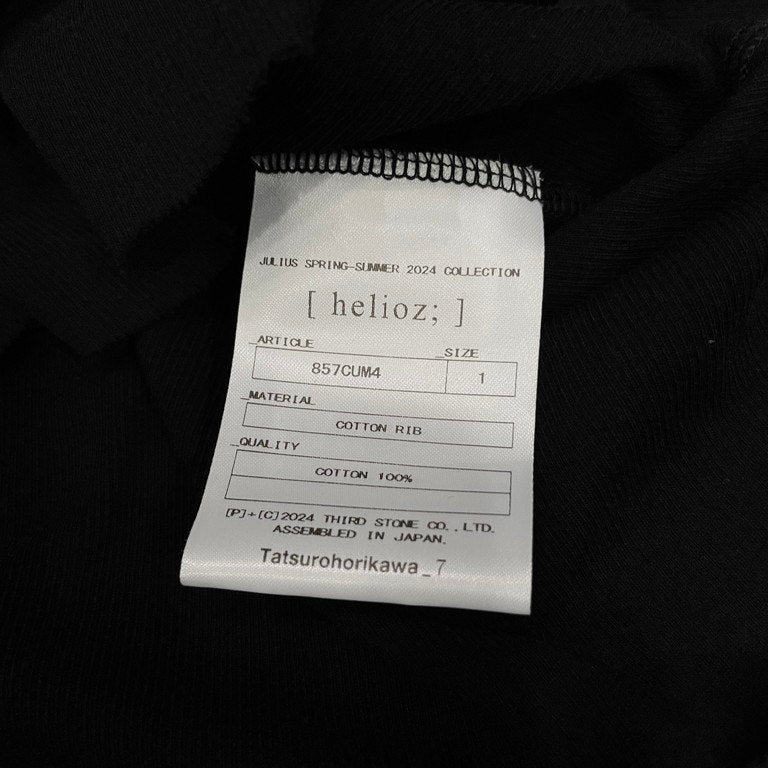 JULIUS SPRING-SUMMER 2024 COLLECTION
[ helioz; ]
_ARTICLE _SIZE
857CUM4 1
_MATERIAL
COTTON RIB
_QUALITY
COTTON 100%
[P]+[C]2024 THIRD STONE CO.,LTD.
ASSEMBLED IN JAPAN.
Tatsurohorikawa_7